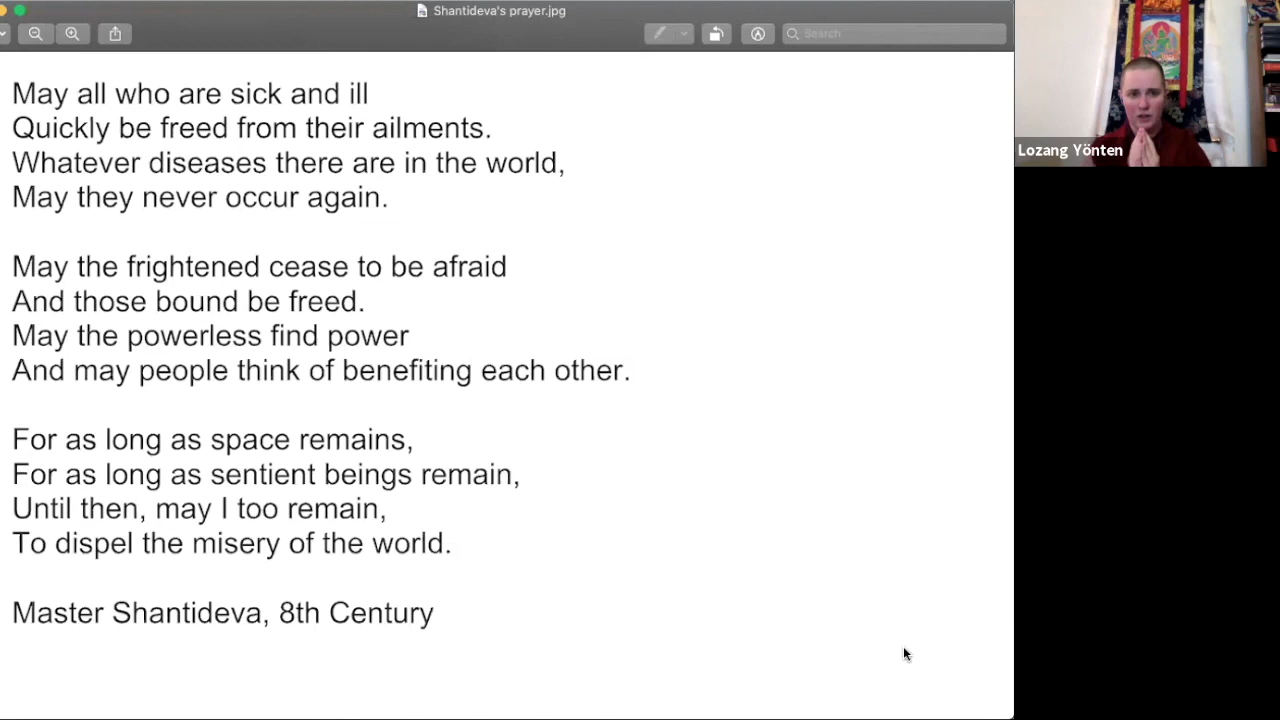 Shantideva's prayer.jpg
Search
May all who are sick and ill
Quickly be freed from their ailments.
Whatever diseases there are in the world,
May they never occur again.
May the frightened cease to be afraid
And those bound be freed.
May the powerless find power
And may people think of benefiting each other.
For as long as space remains,
For as long as sentient beings remain,
Until then, may I too remain,
To dispel the misery of the world.
Master Shantideva, 8th Century
Lozang Yönten